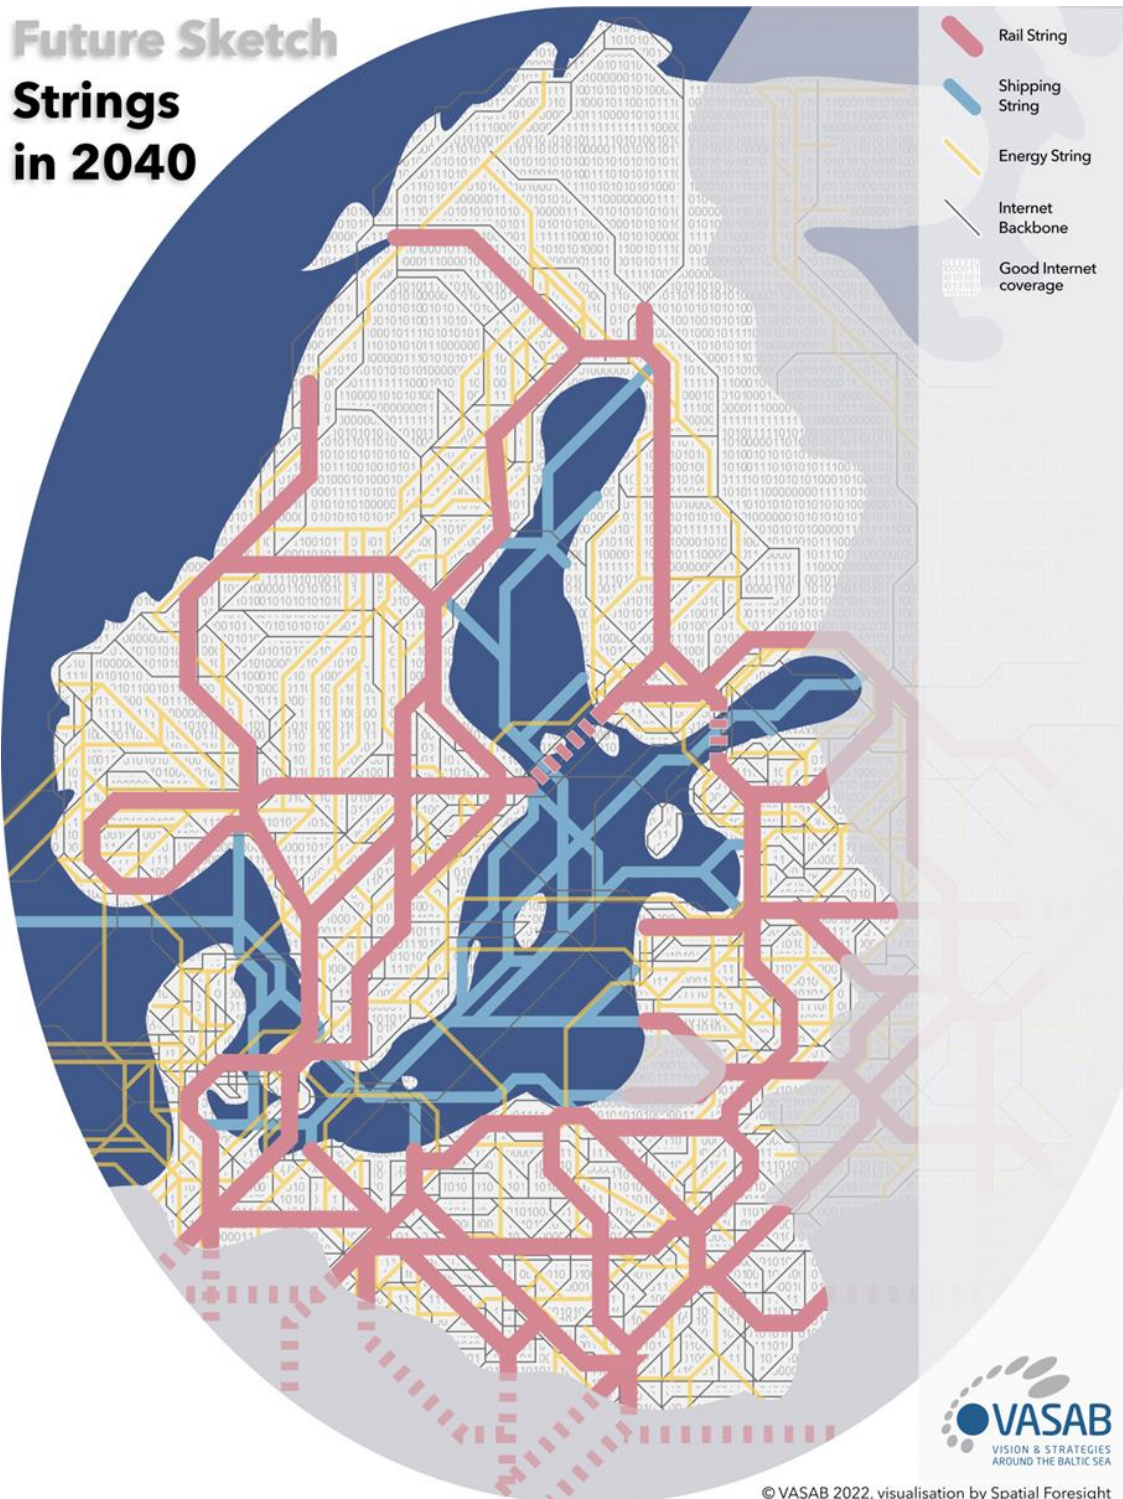 Future Sketch
Strings
in 2040
Rail String
Shipping
String
Energy String
Internet
Backbone
Good Internet
coverage
VASAB
VISION & STRATEGIES
AROUND THE BALTIC SEA
© VASAB 2022, visualisation by Spatial Foresight